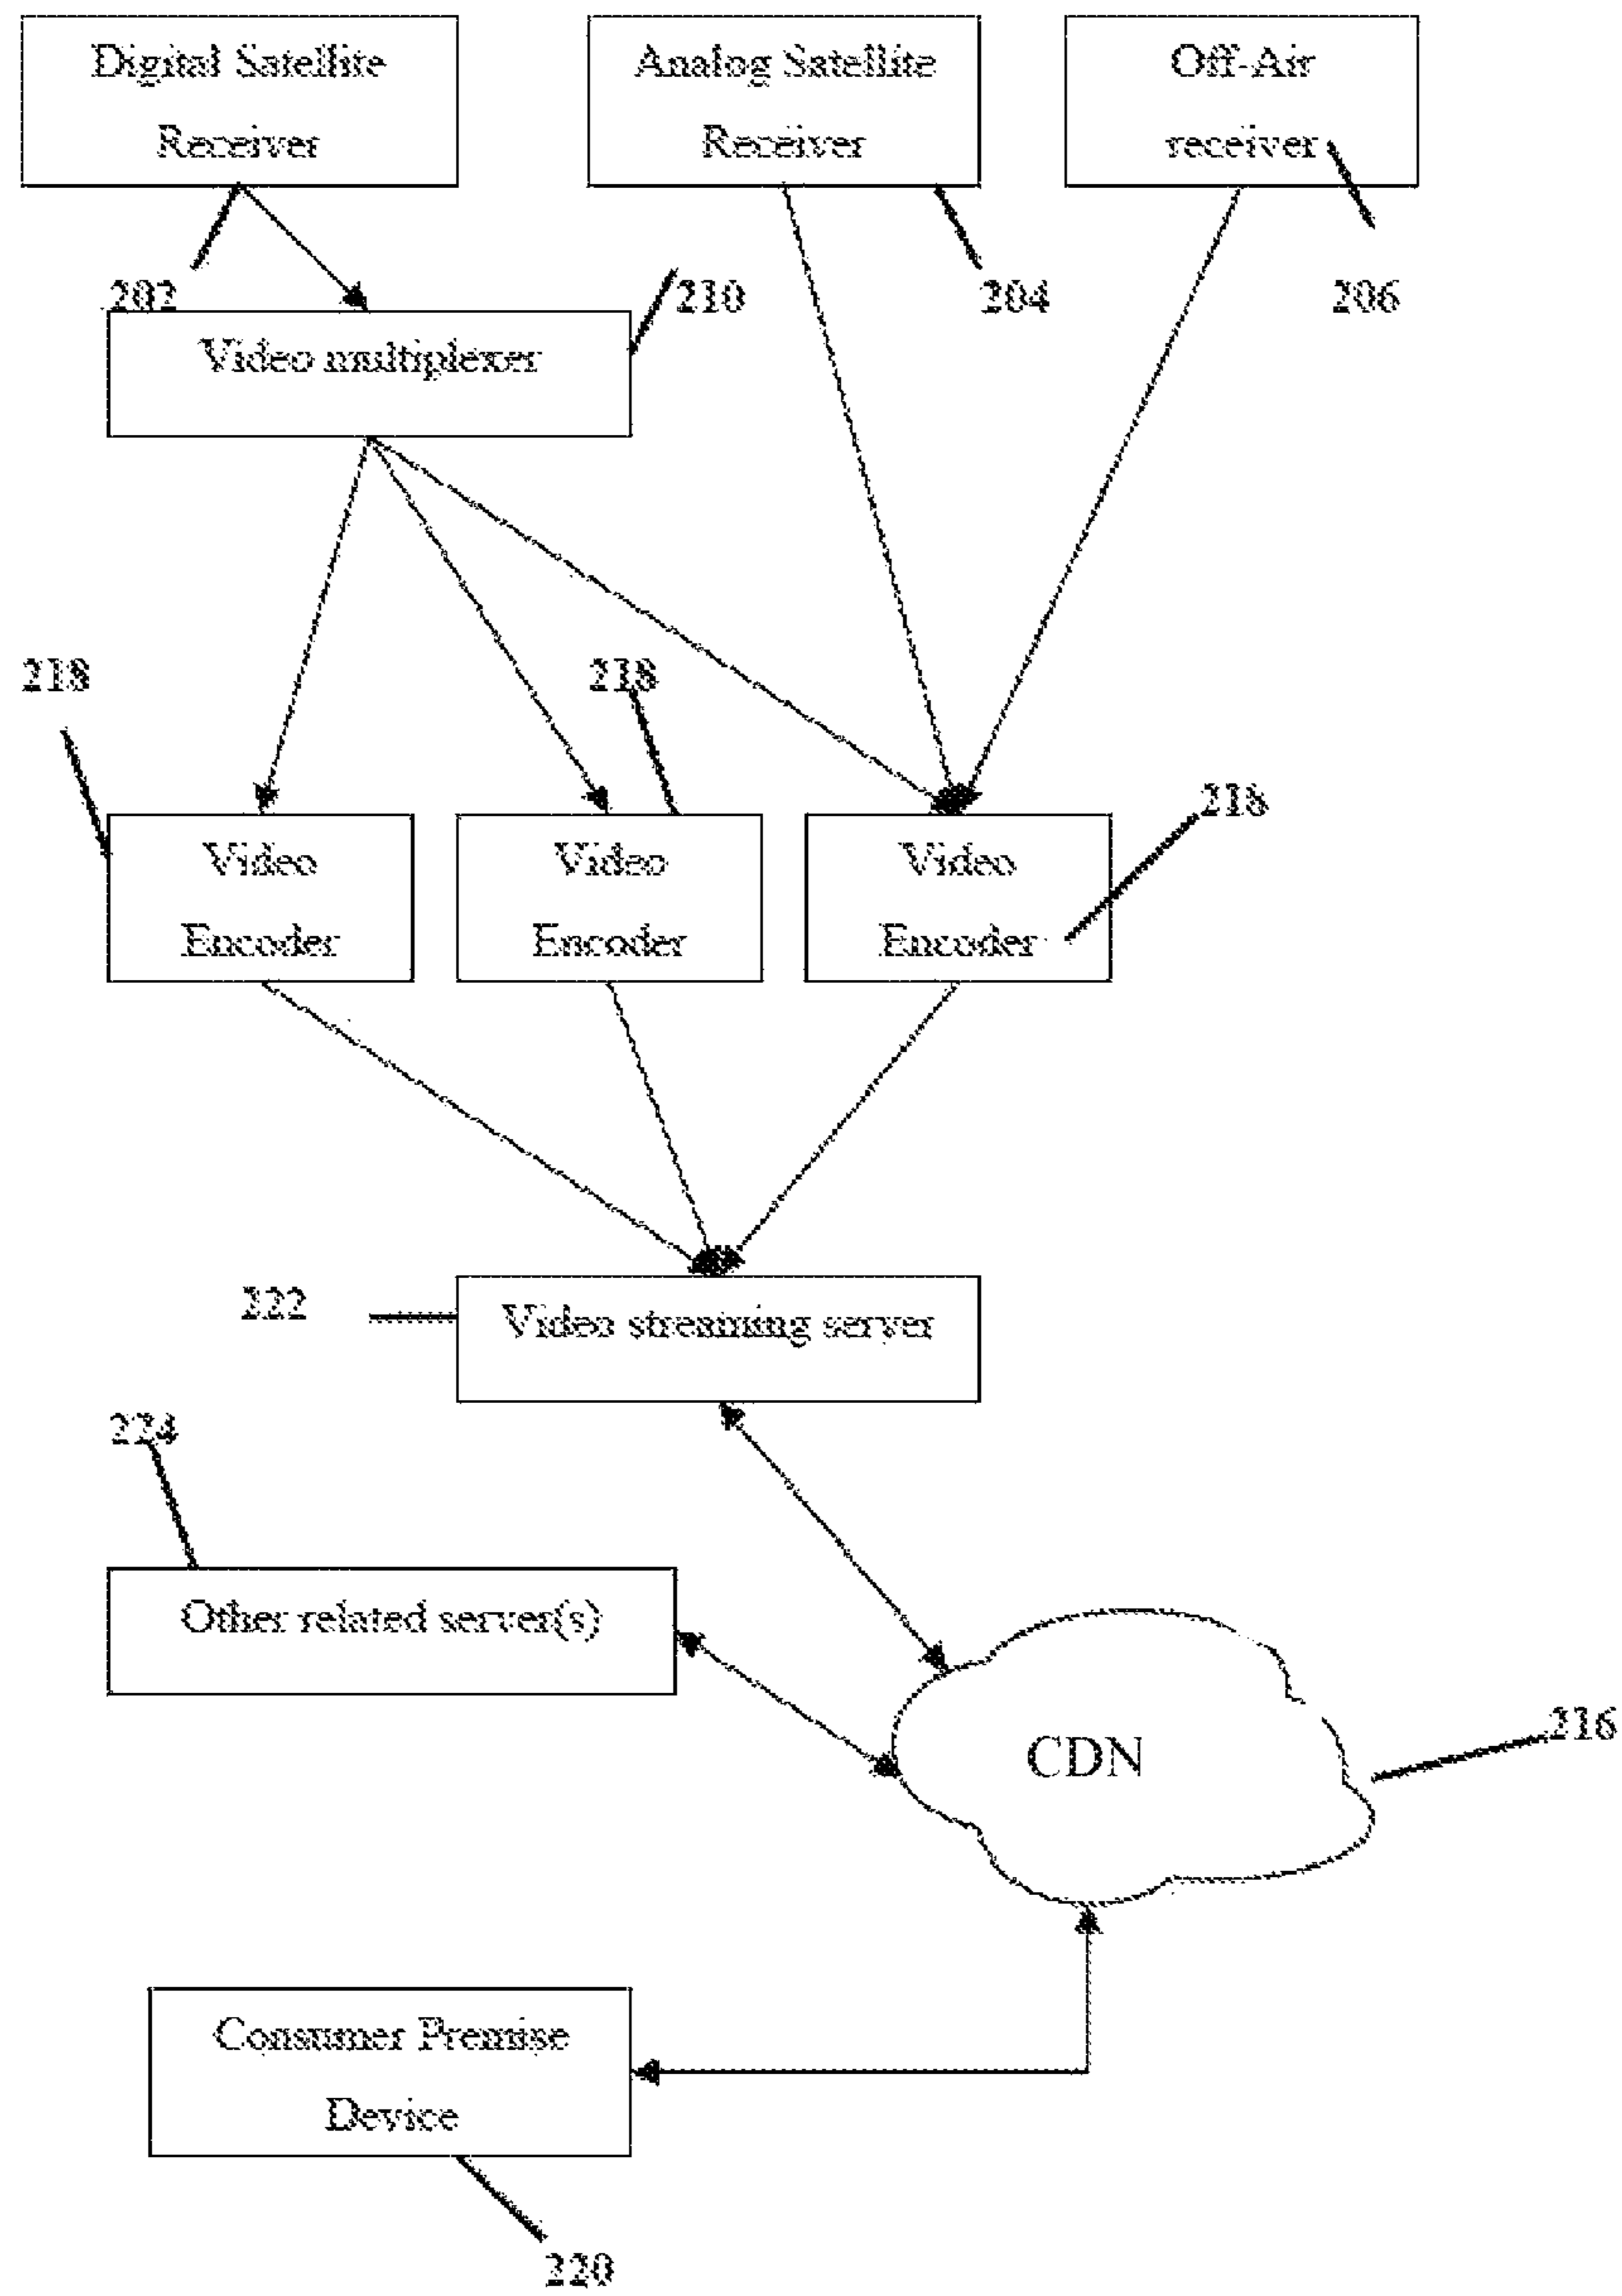 Digital Satellite
Receiver
Analog Satellite
Receiver
Off-Air
receiver
202
210
204
206
Video multiplexer
218
218
218
Video
Encoder
Video
Encoder
Video
Encoder
222
Video streaming server
224
Other related server(s)
CDN
216
Consumer Premise
Device
220